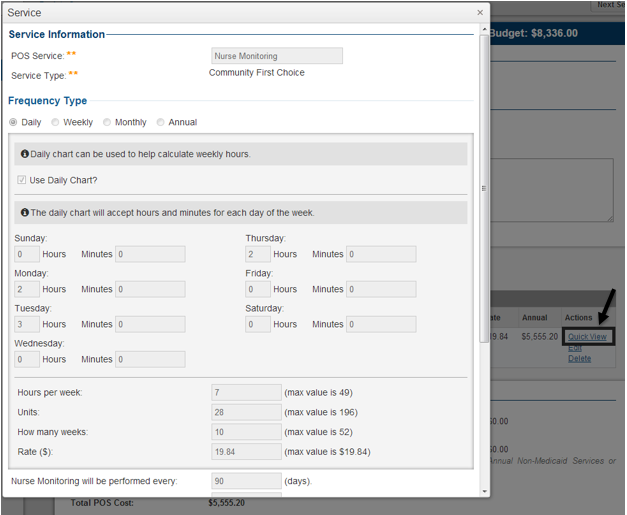 Service ×
Next Se
Budget: $8,336.00
Service Information
POS Service: ** Nurse Monitoring
Service Type: ** Community First Choice
Frequency Type
Daily Weekly Monthly Annual
Daily chart can be used to help calculate weekly hours.
Use Daily Chart?
The daily chart will accept hours and minutes for each day of the week.
Sunday: Thursday:
0 Hours Minutes 0 2 Hours Minutes 0
Monday: Friday:
2 Hours Minutes 0 0 Hours Minutes 0
Tuesday: Saturday:
3 Hours Minutes 0 0 Hours Minutes 0
Wednesday:
0 Hours Minutes 0
Hours per week: 7 (max value is 49)
Units: 28 (max value is 196)
How many weeks: 10 (max value is 52)
Rate ($): 19.84 (max value is $19.84)
Nurse Monitoring will be performed every: 90 (days).
ate Annual Actions
19.84 $5,555.20 Quick View
Edit
Delete
$0.00
$0.00
Annual Non-Medicaid Services or
Total POS Cost: $5,555.20